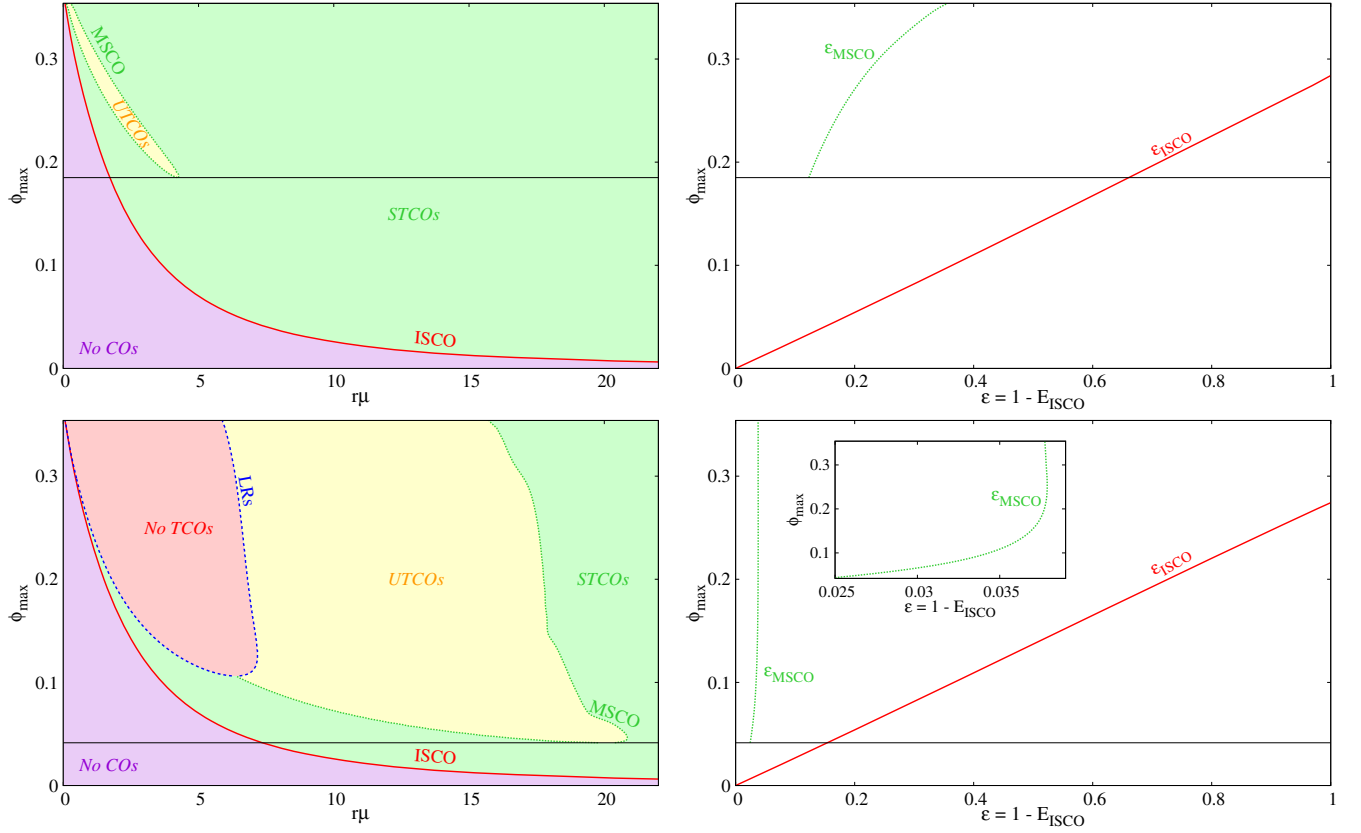 0.3
0.2
0.1
0
ϕmax
MSCO
UTCOs
STCOs
No COs
ISCO
0 5 10 15 20
rμ
0.3
0.2
0.1
0
ϕmax
εMSCO
εISCO
0 0.2 0.4 0.6 0.8 1
ε = 1 - EISCO
0.3
0.2
0.1
0
ϕmax
LRs
No TCOs
UTCOs
STCOs
MSCO
No COs
ISCO
0 5 10 15 20
rμ
0.3
0.2
0.1
0
ϕmax
0.3
0.2
0.1
ϕmax
εMSCO
0.025 0.03 0.035
ε = 1 - EISCO
εISCO
εMSCO
0 0.2 0.4 0.6 0.8 1
ε = 1 - EISCO